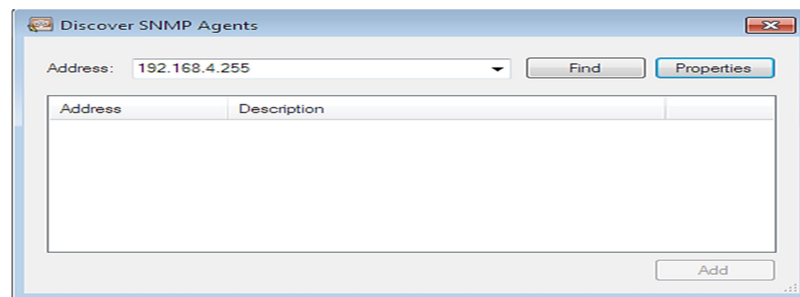 Discover SNMP Agents
Address: 192.168.4.255 Find Properties
Address Description
Add